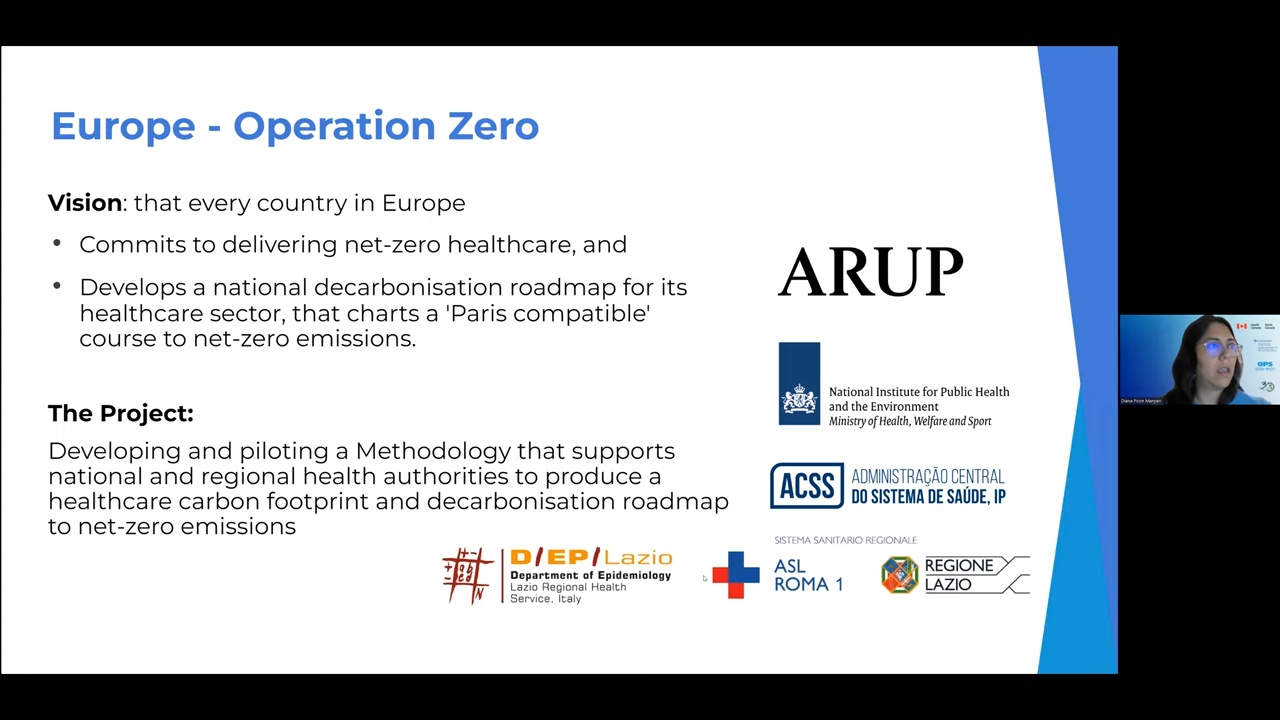 Europe - Operation Zero
Vision: that every country in Europe
• Commits to delivering net-zero healthcare, and
• Develops a national decarbonisation roadmap for its
healthcare sector, that charts a 'Paris compatible'
course to net-zero emissions.
The Project:
Developing and piloting a Methodology that supports
national and regional health authorities to produce a
healthcare carbon footprint and decarbonisation roadmap
to net-zero emissions
ARUP
National Institute for Public Health
and the Environment
Ministry of Health, Welfare and Sport
ACSS
ADMINISTRAÇÃO CENTRAL
DO SISTEMA DE SAÚDE, IP
D/EP/Lazio
Department of Epidemiology
Lazio Regional Health
Service, Italy
SISTEMA SANITARIO REGIONALE
ASL
ROMA 1
REGIONE
LAZIO
OPS